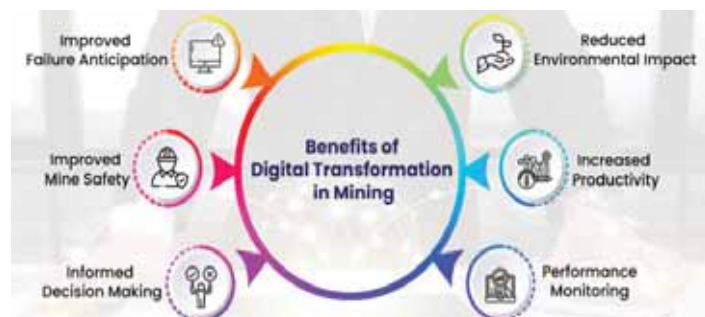 Improved
Failure Anticipation
Reduced
Environmental Impact
Benefits of
Digital Transformation
in Mining
Improved
Mine Safety
Increased
Productivity
Informed
Decision Making
Performance
Monitoring